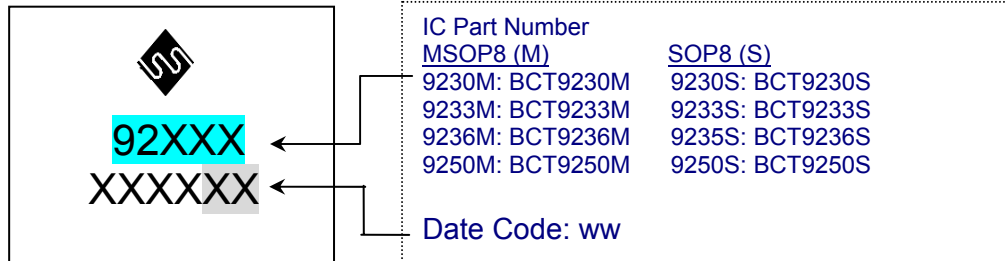 92XXX
XXXXXX
IC Part Number
MSOP8 (M) SOP8 (S)
9230M: BCT9230M 9230S: BCT9230S
9233M: BCT9233M 9233S: BCT9233S
9236M: BCT9236M 9235S: BCT9236S
9250M: BCT9250M 9250S: BCT9250S
Date Code: ww